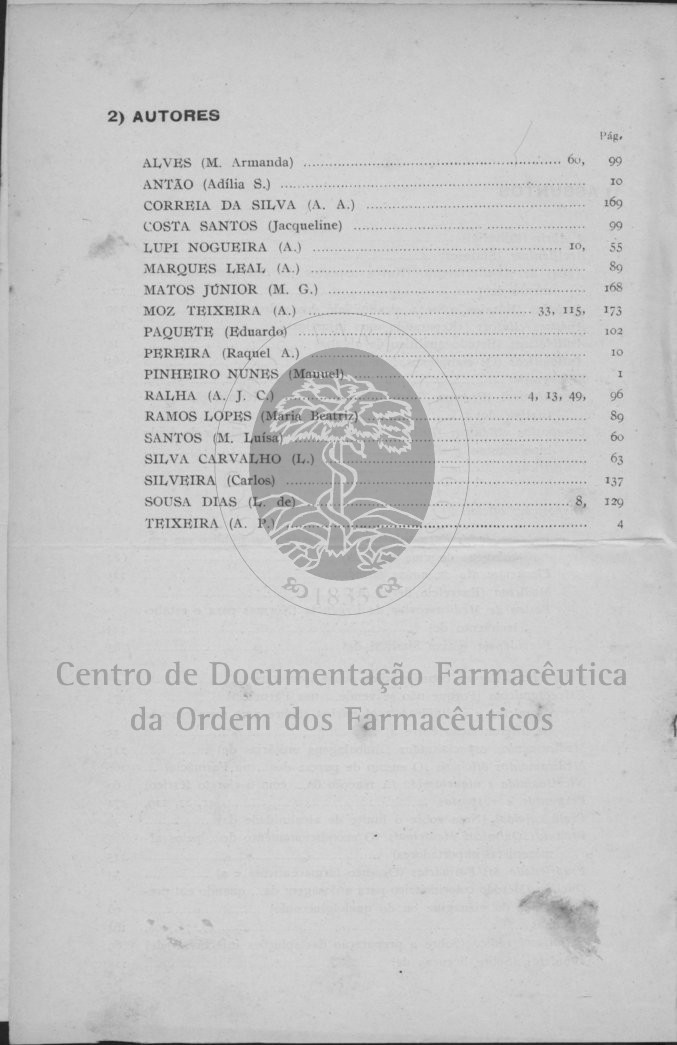 2) AUTORES
Pág.
ALVES (M. Armanda) ........ 60, 99
ANTÃO (Adília S.) ........ 10
CORREIA DA SILVA (A. A.) ........ 169
COSTA SANTOS (Jacqueline) ........ 99
LUPI NOGUEIRA (A.) ........ 10, 55
MARQUES LEAL (A.) ........ 89
MATOS JÚNIOR (M. G.) ........ 168
MOZ TEIXEIRA (A.) ........ 33, 115, 173
PAQUETE (Eduardo) ........ 102
PEREIRA (Raquel A.) ........ 10
PINHEIRO NUNES (Manuel) ........ 1
RALHA (A. J. C.) ........ 4, 13, 49, 96
RAMOS LOPES (Maria Beatriz) ........ 89
SANTOS (M. Luísa) ........ 60
SILVA CARVALHO (L.) ........ 63
SILVEIRA (Carlos) ........ 137
SOUSA DIAS (L. de) ........ 8, 129
TEIXEIRA (A. P.) ........ 4
1835
Centro de Documentação Farmacêutica
da Ordem dos Farmacêuticos